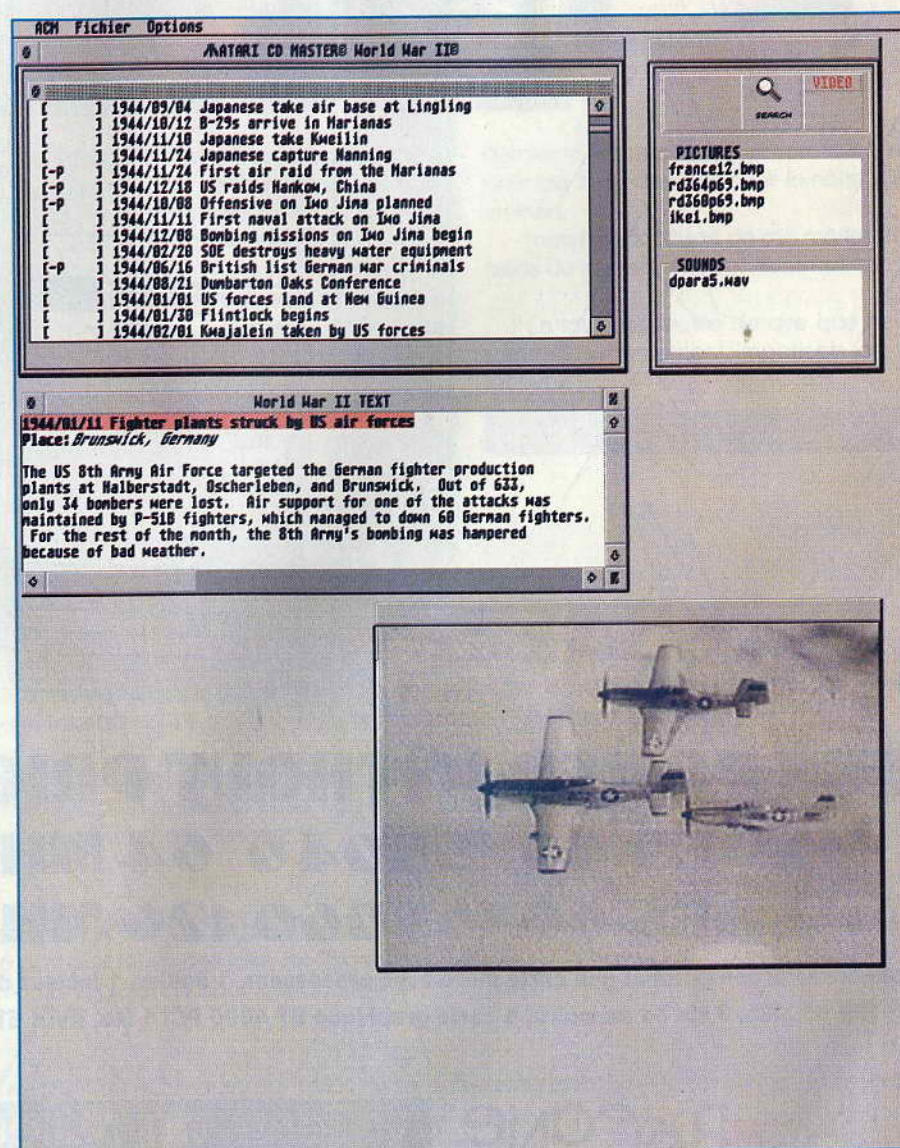 ACM Fichier Options
ATARI CD MASTER® World War II®
[ ] 1944/09/04 Japanese take air base at Lingling
[ ] 1944/10/12 B-29s arrive in Marianas
[ ] 1944/11/10 Japanese take Kweilin
[ ] 1944/11/24 Japanese capture Nanning
[-P ] 1944/11/24 First air raid from the Marianas
[-P ] 1944/12/18 US raids Hankow, China
[-P ] 1944/10/08 Offensive on Iwo Jima planned
[ ] 1944/11/11 First naval attack on Iwo Jima
[ ] 1944/12/08 Bombing missions on Iwo Jima begin
[ ] 1944/02/20 SOE destroys heavy water equipment
[-P ] 1944/06/16 British list German war criminals
[ ] 1944/08/21 Dumbarton Oaks Conference
[ ] 1944/01/01 US forces land at New Guinea
[ ] 1944/01/30 Flintlock begins
[ ] 1944/02/01 Kwajalein taken by US forces
SEARCH
VIDEO
PICTURES
france12.bmp
rd364p69.bmp
rd360p69.bmp
ike1.bmp
SOUNDS
dpara5.wav
World War II TEXT
1944/01/11 Fighter plants struck by US air forces
Place: Brunswick, Germany
The US 8th Army Air Force targeted the German fighter production
plants at Halberstadt, Oscherleben, and Brunswick. Out of 633,
only 34 bombers were lost. Air support for one of the attacks was
maintained by P-51B fighters, which managed to down 60 German fighters.
For the rest of the month, the 8th Army's bombing was hampered
because of bad weather.